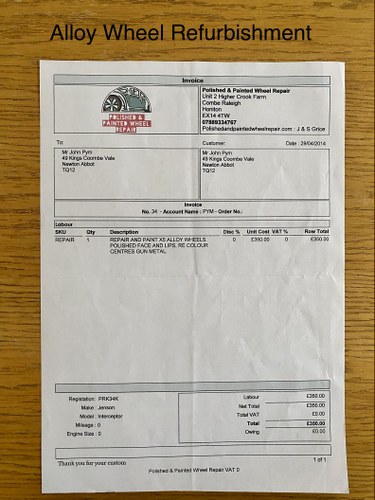 Alloy Wheel Refurbishment
Invoice
POLISHED &
PAINTED WHEEL
REPAIR
Polished & Painted Wheel Repair
Unit 2 Higher Crook Farm
Combe Raleigh
Honiton
EX14 4TW
07889334767
Polishedandpaintedwheelrepair.com : J & S Grice
To: Customer: Date : 29/04/2014
Mr John Pym
49 Kings Coombe Vale
Newton Abbot
TQ12
Mr John Pym
49 Kings Coombe Vale
Newton Abbot
TQ12
Invoice
No. 34 - Account Name : PYM - Order No.:
Labour
SKU Qty Description Disc % Unit Cost VAT % Row Total
REPAIR 1 REPAIR AND PAINT X5 ALLOY WHEELS. 0 £350.00 0 £350.00
POLISHED FACE AND LIPS, RE COLOUR
CENTRES GUN METAL
Registration: PRK34K
Make : Jenson
Model : Interceptor
Mileage : 0
Engine Size : 0
Labour £350.00
Net Total £350.00
Total VAT £0.00
Total £350.00
Owing £0.00
Thank you for your custom
1 of 1
Polished & Painted Wheel Repair VAT 0